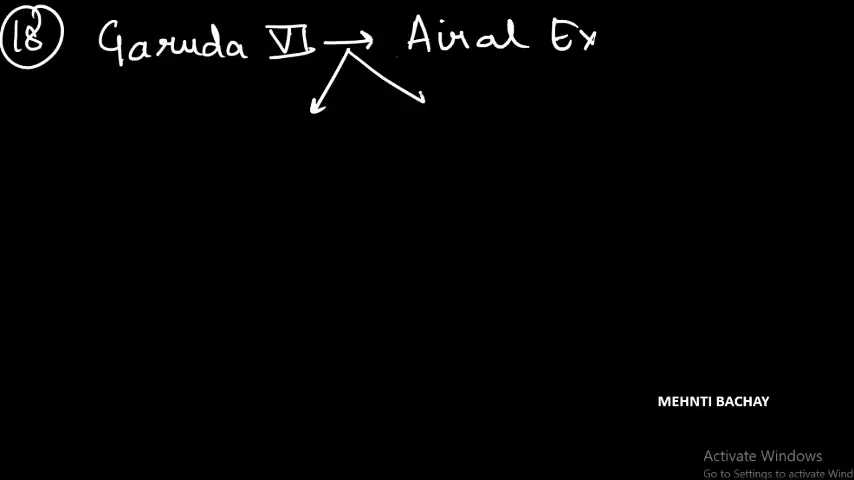 18 Garuda VI → Airal Ex
MEHNTI BACHAY
Activate Windows
Go to Settings to activate Wind